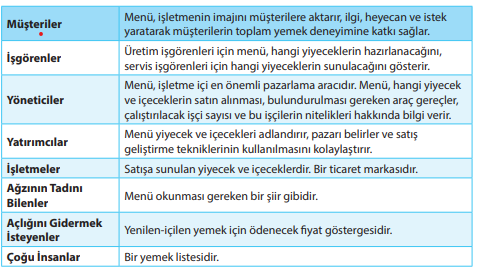 Müşteriler
Menü, işletmenin imajını müşterilere aktarır, ilgi, heyecan ve istek
yaratarak müşterilerin toplam yemek deneyimine katkı sağlar.
İşgörenler
Üretim işgörenleri için menü, hangi yiyeceklerin hazırlanacağını,
servis işgörenleri için hangi yiyeceklerin sunulacağını gösterir.
Yöneticiler
Menü, işletme içi en önemli pazarlama aracıdır. Menü, hangi yiyecek
ve içeceklerin satın alınması, bulundurulması gereken araç gereçler,
çalıştırılacak işçi sayısı ve bu işçilerin nitelikleri hakkında bilgi verir.
Yatırımcılar
Menü yiyecek ve içecekleri adlandırır, pazarı belirler ve satış
geliştirme tekniklerinin kullanılmasını kolaylaştırır.
İşletmeler
Satışa sunulan yiyecek ve içeceklerdir. Bir ticaret markasıdır.
Ağzının Tadını
Bilenler
Menü okunması gereken bir şiir gibidir.
Açlığını Gidermek
İsteyenler
Yenilen-içilen yemek için ödenecek fiyat göstergesidir.
Çoğu İnsanlar
Bir yemek listesidir.